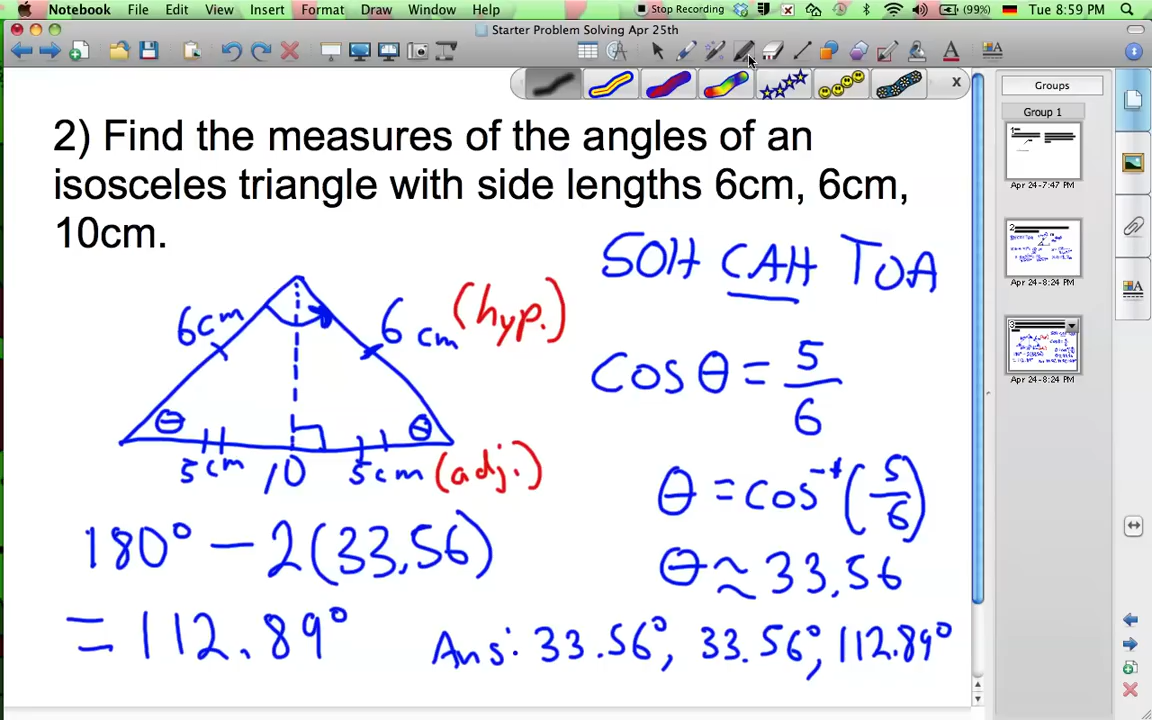 Notebook File Edit View Insert Format Draw Window Help Stop Recording (99%) Tue 8:59 PM
Starter Problem Solving Apr 25th
2) Find the measures of the angles of an
isosceles triangle with side lengths 6cm, 6cm,
10cm.
SOH CAH TOA
6cm
6 cm (hyp.)
cos θ = 5/6
θ
θ
5cm 10 5cm (adj.)
θ = cos⁻¹ (5/6)
180° − 2(33.56)
θ ≈ 33.56
= 112.89°
Ans: 33.56°, 33.56°, 112.89°
x
Groups
Group 1
1
Apr 24-7:47 PM
2
Apr 24-8:24 PM
3
Apr 24-8:24 PM